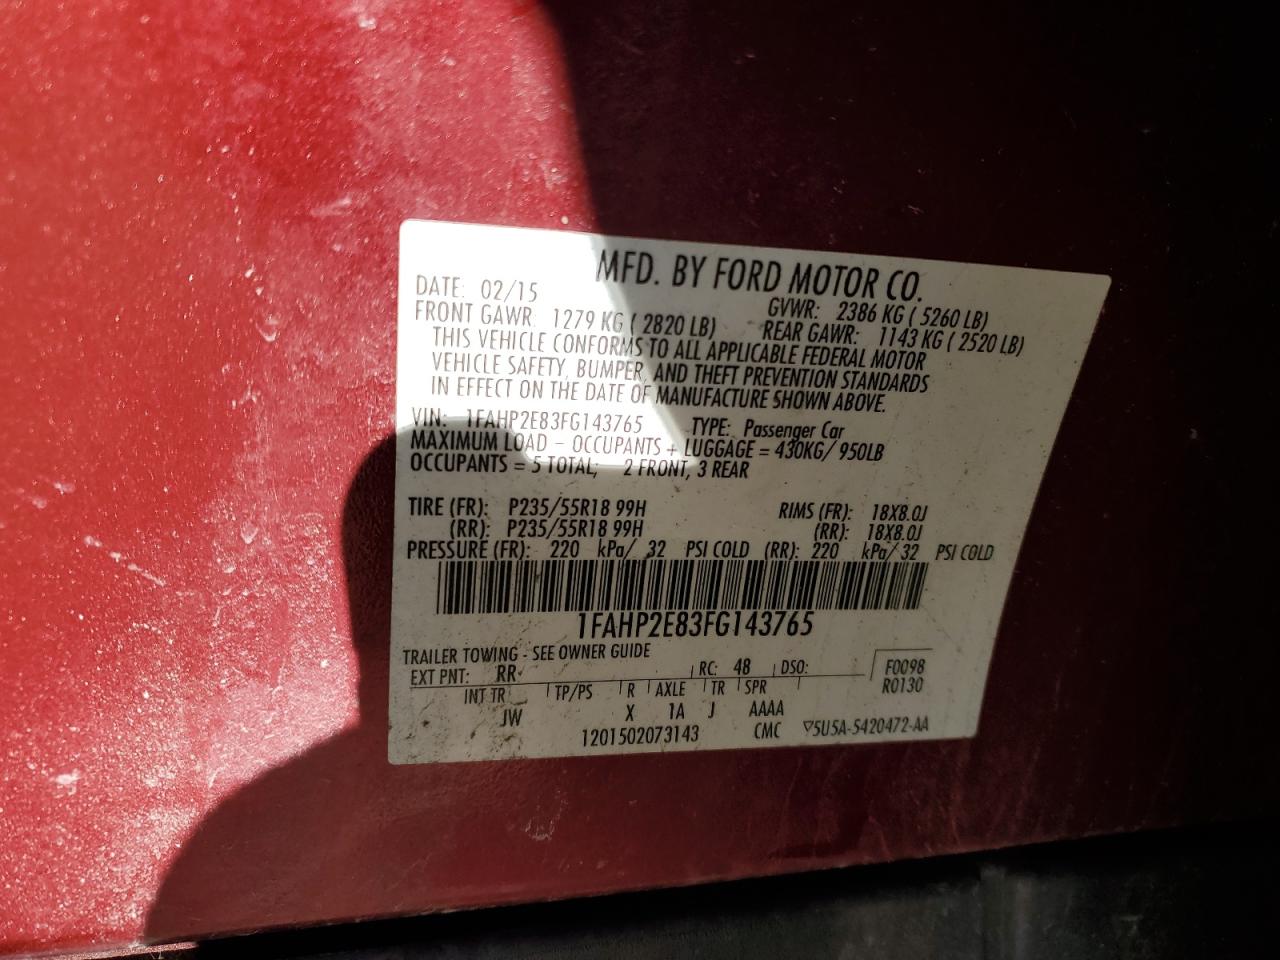 MFD. BY FORD MOTOR CO.
DATE: 02/15 GVWR: 2386 KG ( 5260 LB)
FRONT GAWR: 1279 KG ( 2820 LB) REAR GAWR: 1143 KG ( 2520 LB)
THIS VEHICLE CONFORMS TO ALL APPLICABLE FEDERAL MOTOR
VEHICLE SAFETY, BUMPER, AND THEFT PREVENTION STANDARDS
IN EFFECT ON THE DATE OF MANUFACTURE SHOWN ABOVE.
VIN: 1FAHP2E83FG143765 TYPE: Passenger Car
MAXIMUM LOAD - OCCUPANTS + LUGGAGE = 430KG/ 950LB
OCCUPANTS = 5 TOTAL; 2 FRONT, 3 REAR
TIRE (FR): P235/55R18 99H RIMS (FR): 18X8.0J
(RR): P235/55R18 99H (RR): 18X8.0J
PRESSURE (FR): 220 kPa/ 32 PSI COLD (RR): 220 kPa/ 32 PSI COLD
1FAHP2E83FG143765
TRAILER TOWING - SEE OWNER GUIDE
EXT PNT: RR RC: 48 DSO: F0098
INT TR TP/PS R AXLE TR SPR R0130
JW X 1A J AAAA
1201502073143 CMC ▽5U5A-5420472-AA